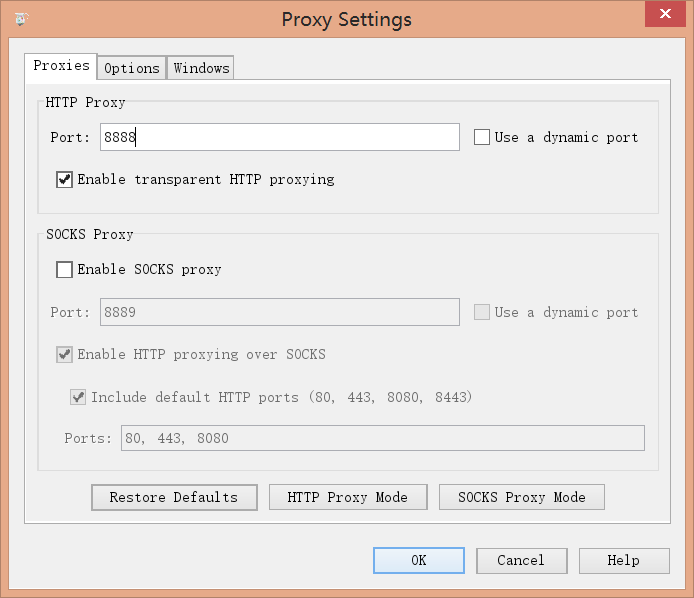 Proxy Settings
Proxies Options Windows
HTTP Proxy
Port: 8888 Use a dynamic port
Enable transparent HTTP proxying
SOCKS Proxy
Enable SOCKS proxy
Port: 8889 Use a dynamic port
Enable HTTP proxying over SOCKS
Include default HTTP ports (80, 443, 8080, 8443)
Ports: 80, 443, 8080
Restore Defaults HTTP Proxy Mode SOCKS Proxy Mode
OK Cancel Help